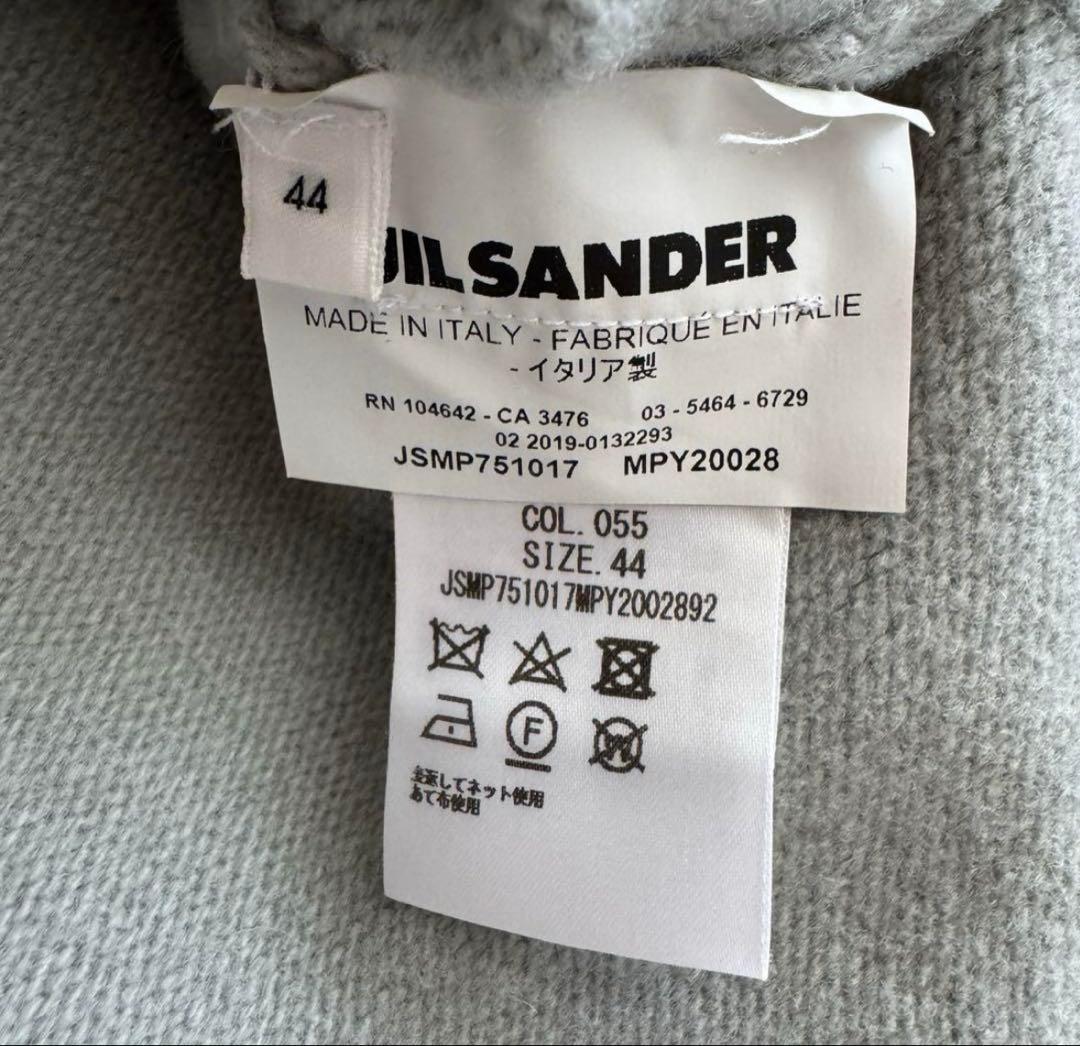 44
JIL SANDER
MADE IN ITALY - FABRIQUÉ EN ITALIE
- イタリア製
RN 104642 - CA 3476 03 - 5464 - 6729
02 2019-0132293
JSMP751017 MPY20028
COL. 055
SIZE. 44
JSMP751017MPY2002892
F
W
してネット使用
あて布使用